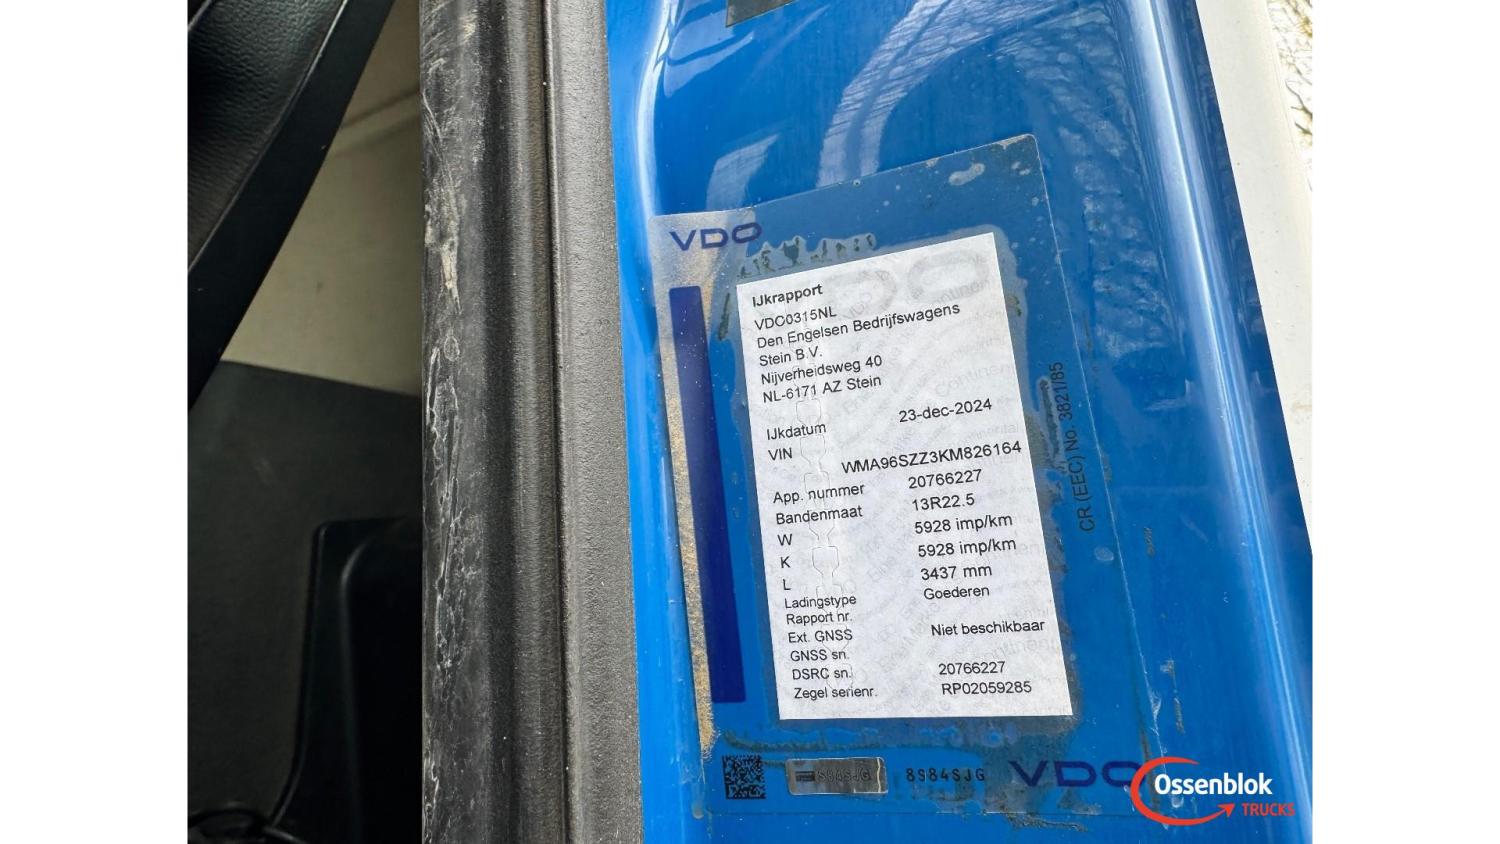 VDO
IJkrapport
VDC0315NL
Den Engelsen Bedrijfswagens
Stein B.V.
Nijverheidsweg 40
NL-6171 AZ Stein
IJkdatum 23-dec-2024
VIN WMA96SZZ3KM826164
App. nummer 20766227
Bandenmaat 13R22.5
W 5928 imp/km
K 5928 imp/km
L 3437 mm
Ladingstype Goederen
Rapport nr.
Ext. GNSS Niet beschikbaar
GNSS sn.
DSRC sn. 20766227
Zegel serienr. RP02059285
CR (EEC) No. 3821/85
S84SJG 8984SJG VDO
Ossenblok
TRUCKS